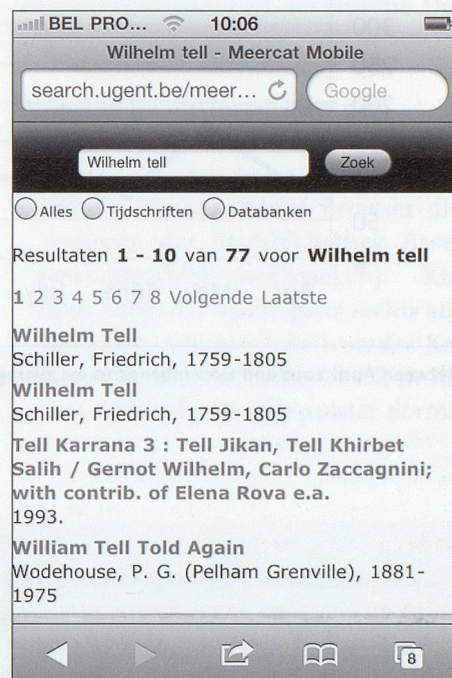 BEL PRO... 10:06
Wilhelm tell - Meercat Mobile
search.ugent.be/meer... Google
Wilhelm tell Zoek
Alles Tijdschriften Databanken
Resultaten 1 - 10 van 77 voor Wilhelm tell
1 2 3 4 5 6 7 8 Volgende Laatste
Wilhelm Tell
Schiller, Friedrich, 1759-1805
Wilhelm Tell
Schiller, Friedrich, 1759-1805
Tell Karrana 3 : Tell Jikan, Tell Khirbet
Salih / Gernot Wilhelm, Carlo Zaccagnini;
with contrib. of Elena Rova e.a.
1993.
William Tell Told Again
Wodehouse, P. G. (Pelham Grenville), 1881-
1975
8